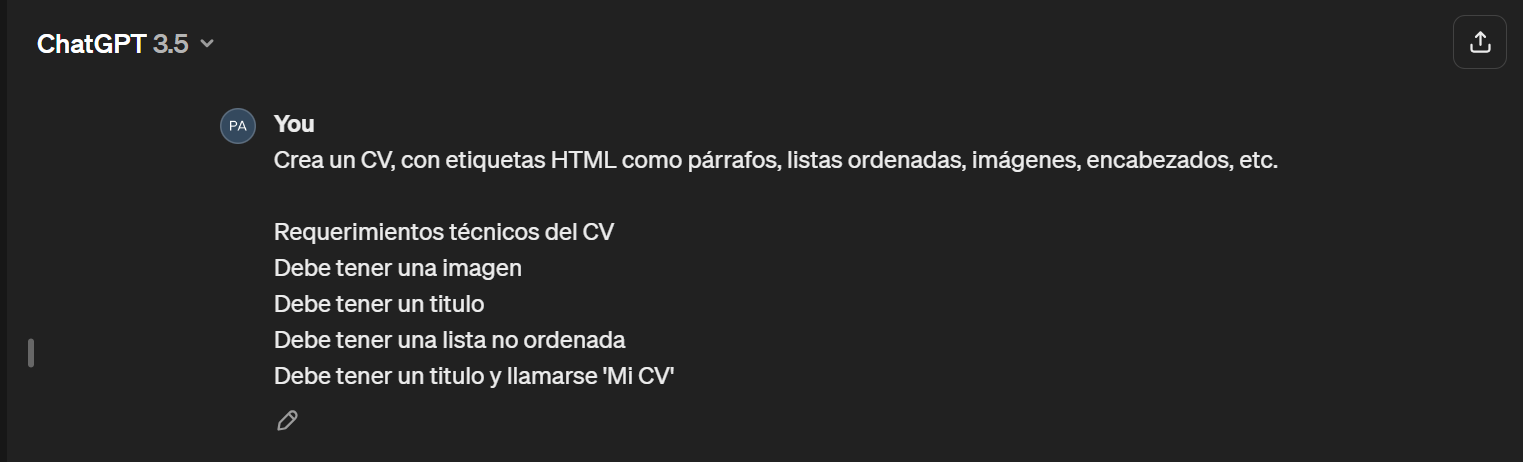 ChatGPT 3.5
PA
You
Crea un CV, con etiquetas HTML como párrafos, listas ordenadas, imágenes, encabezados, etc.
Requerimientos técnicos del CV
Debe tener una imagen
Debe tener un titulo
Debe tener una lista no ordenada
Debe tener un titulo y llamarse 'Mi CV'